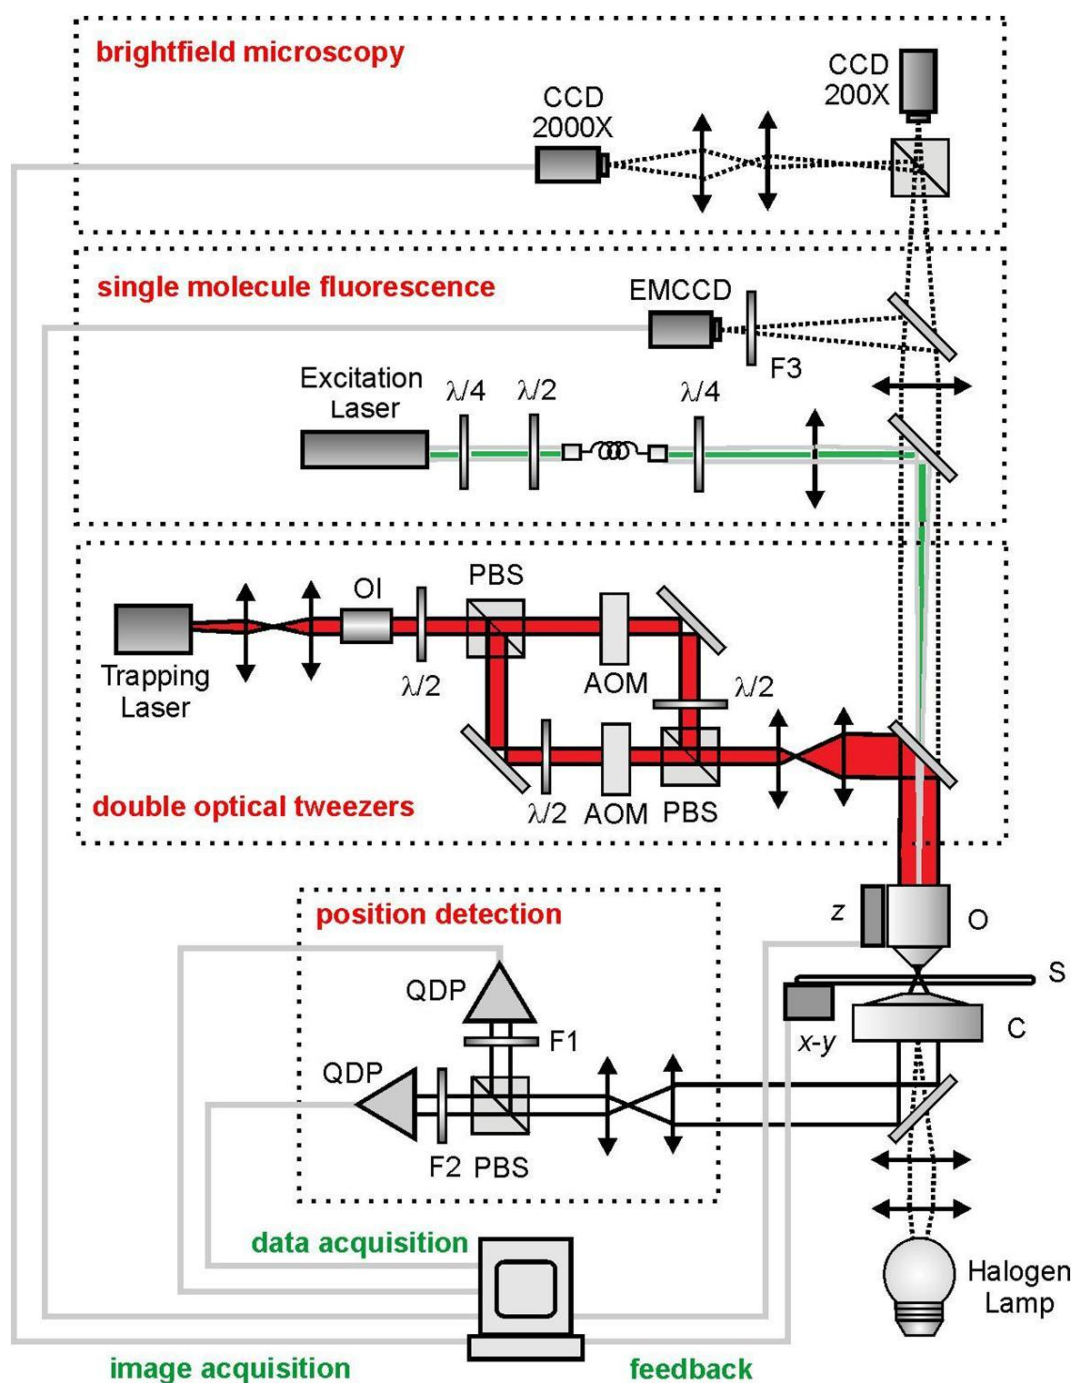 brightfield microscopy
CCD
200X
CCD
2000X
single molecule fluorescence
EMCCD
F3
Excitation
Laser
λ/4
λ/2
λ/4
PBS
OI
Trapping
Laser
λ/2
AOM
λ/2
λ/2
AOM
PBS
double optical tweezers
position detection
z
O
S
QDP
F1
x-y
C
QDP
F2
PBS
data acquisition
Halogen
Lamp
image acquisition
feedback